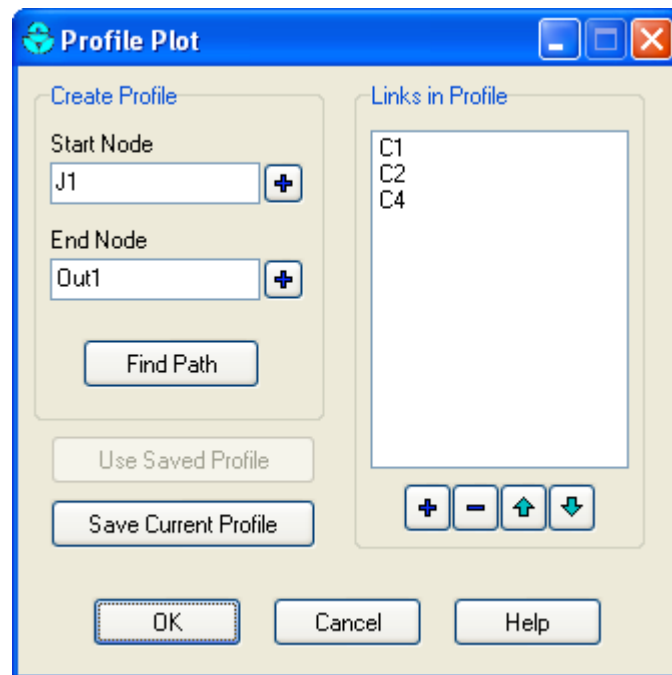 Profile Plot
Create Profile
Start Node
J1
End Node
Out1
Find Path
Use Saved Profile
Save Current Profile
Links in Profile
C1
C2
C4
OK
Cancel
Help